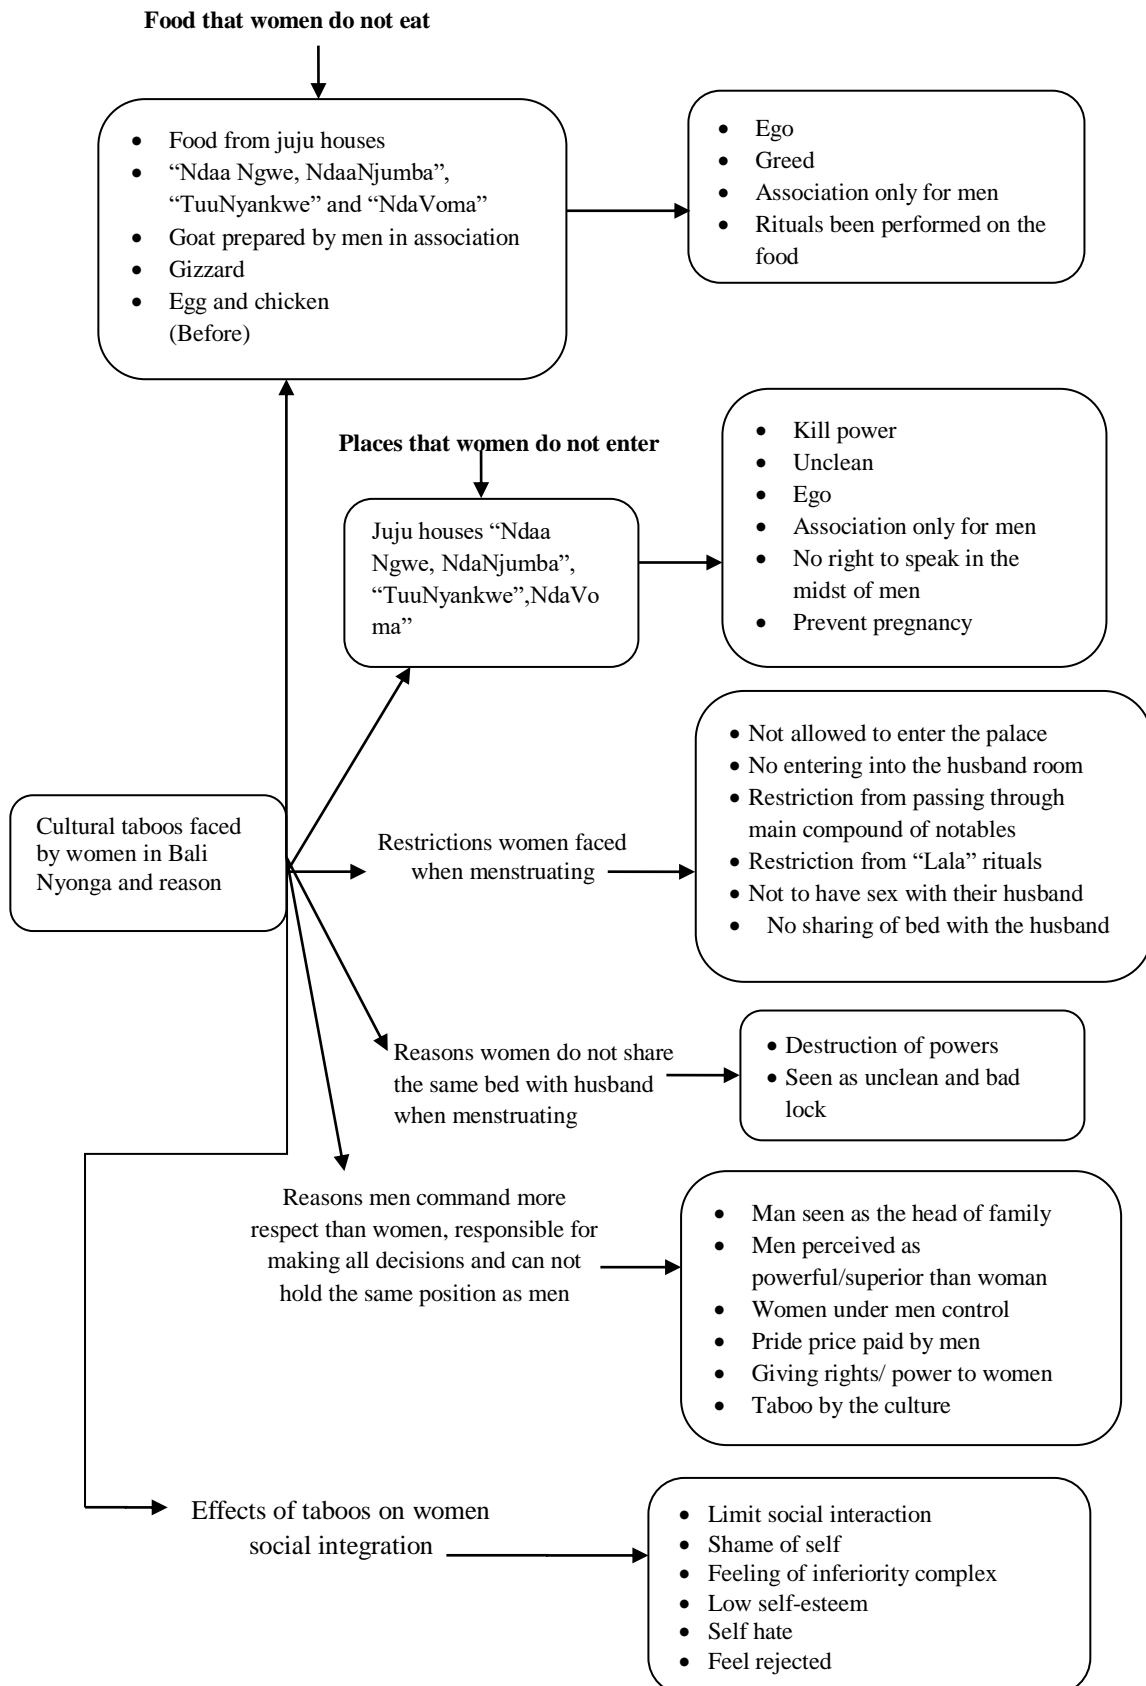 Food that women do not eat
• Food from juju houses
• “Ndaa Ngwe, NdaaNjumba”,
“TuuNyankwe” and “NdaVoma”
• Goat prepared by men in association
• Gizzard
• Egg and chicken
(Before)
• Ego
• Greed
• Association only for men
• Rituals been performed on the
food
Places that women do not enter
Juju houses “Ndaa
Ngwe, NdaNjumba”,
“TuuNyankwe”,NdaVo
ma”
• Kill power
• Unclean
• Ego
• Association only for men
• No right to speak in the
midst of men
• Prevent pregnancy
Cultural taboos faced
by women in Bali
Nyonga and reason
Restrictions women faced
when menstruating
• Not allowed to enter the palace
• No entering into the husband room
• Restriction from passing through
main compound of notables
• Restriction from “Lala” rituals
• Not to have sex with their husband
• No sharing of bed with the husband
Reasons women do not share
the same bed with husband
when menstruating
• Destruction of powers
• Seen as unclean and bad
lock
Reasons men command more
respect than women, responsible for
making all decisions and can not
hold the same position as men
• Man seen as the head of family
• Men perceived as
powerful/superior than woman
• Women under men control
• Pride price paid by men
• Giving rights/ power to women
• Taboo by the culture
Effects of taboos on women
social integration
• Limit social interaction
• Shame of self
• Feeling of inferiority complex
• Low self-esteem
• Self hate
• Feel rejected